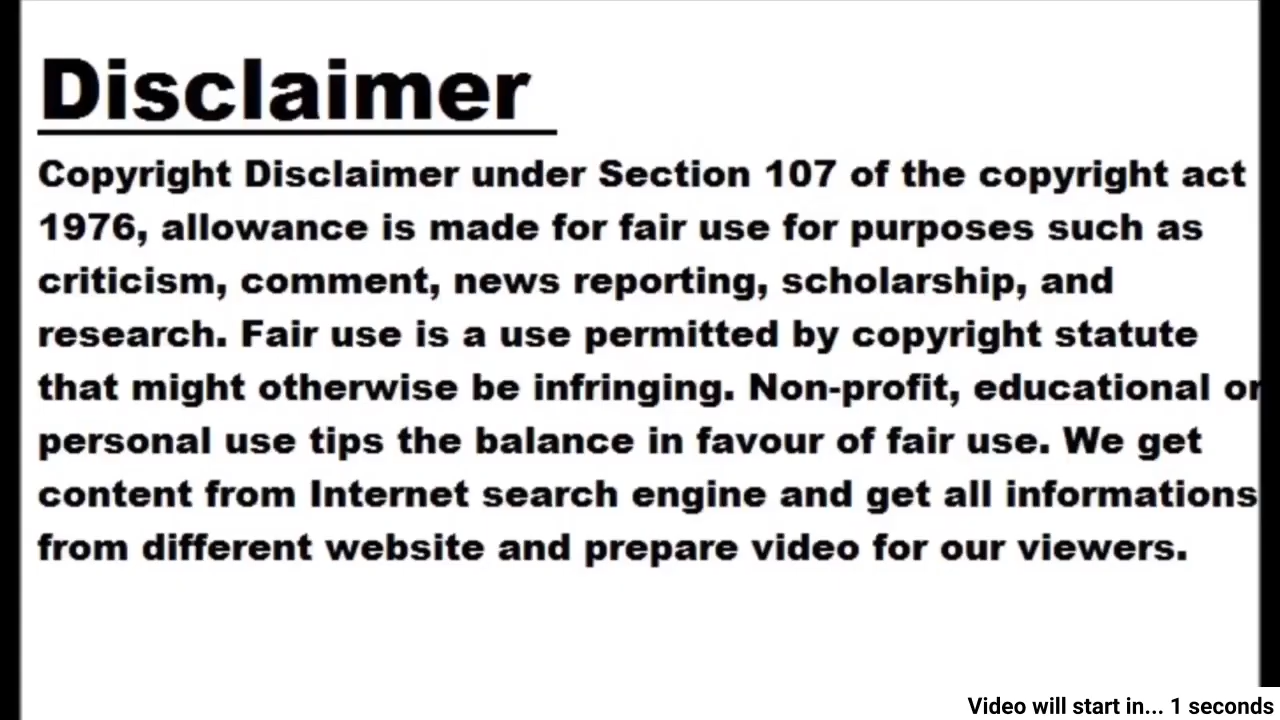 Disclaimer
Copyright Disclaimer under Section 107 of the copyright act
1976, allowance is made for fair use for purposes such as
criticism, comment, news reporting, scholarship, and
research. Fair use is a use permitted by copyright statute
that might otherwise be infringing. Non-profit, educational or
personal use tips the balance in favour of fair use. We get
content from Internet search engine and get all informations
from different website and prepare video for our viewers.
Video will start in... 1 seconds